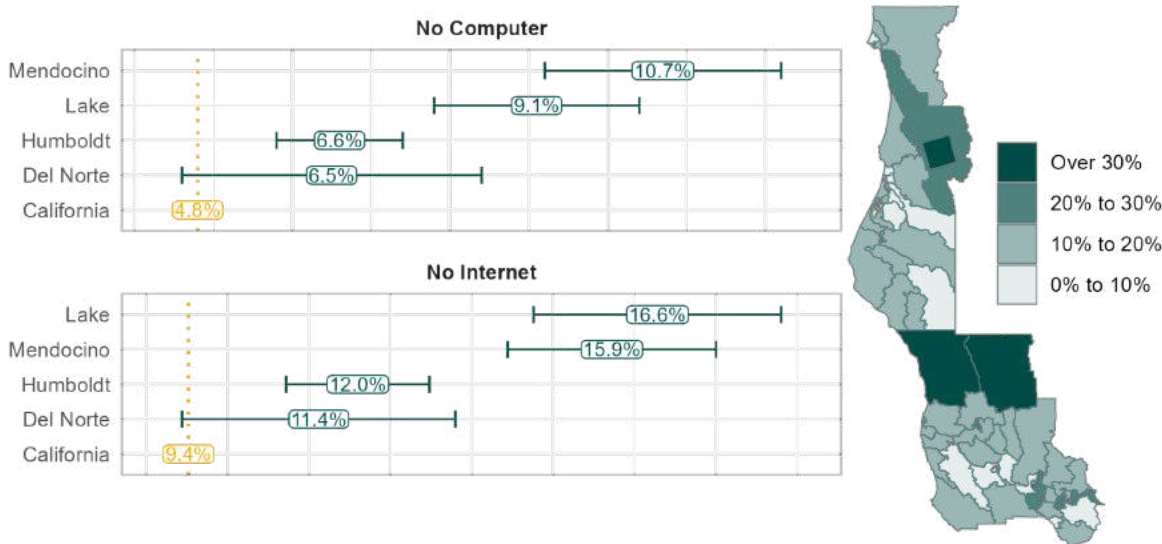 No Computer
Mendocino
10.7%
Lake
9.1%
Humboldt
6.6%
Del Norte
6.5%
California
4.8%
No Internet
Lake
16.6%
Mendocino
15.9%
Humboldt
12.0%
Del Norte
11.4%
California
9.4%
Over 30%
20% to 30%
10% to 20%
0% to 10%